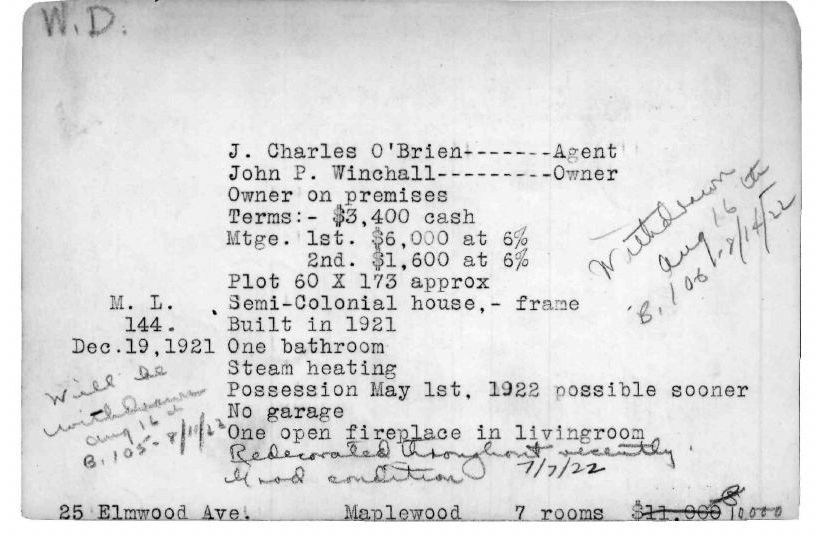 W.D.
J. Charles O'Brien-------Agent
John P. Winchall---------Owner
Owner on premises
Terms:- $3,400 cash
Mtge. 1st. $6,000 at 6%
2nd. $1,600 at 6%
Plot 60 X 173 approx
M. L. Semi-Colonial house,- frame
144. Built in 1921
Dec.19,1921 One bathroom
Steam heating
Possession May 1st, 1922 possible sooner
No garage
One open fireplace in livingroom
Redecorated throughout recently
Good condition 7/7/22
Withdrawn
Aug 16 th
B. 105-8/14/22
Will be
withdrawn
Aug 16 th
B. 105-
25 Elmwood Ave. Maplewood 7 rooms $11,000 10,000